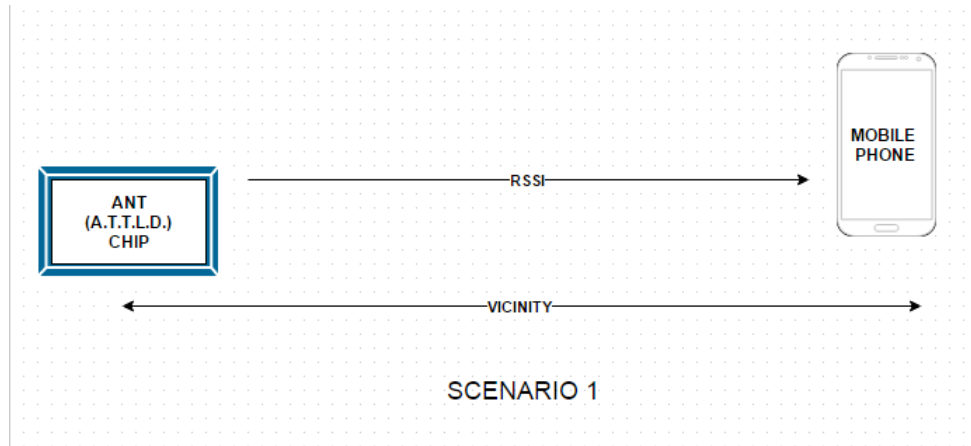 MOBILE
PHONE
RSSI
ANT
(A.T.T.L.D.)
CHIP
VICINITY
SCENARIO 1